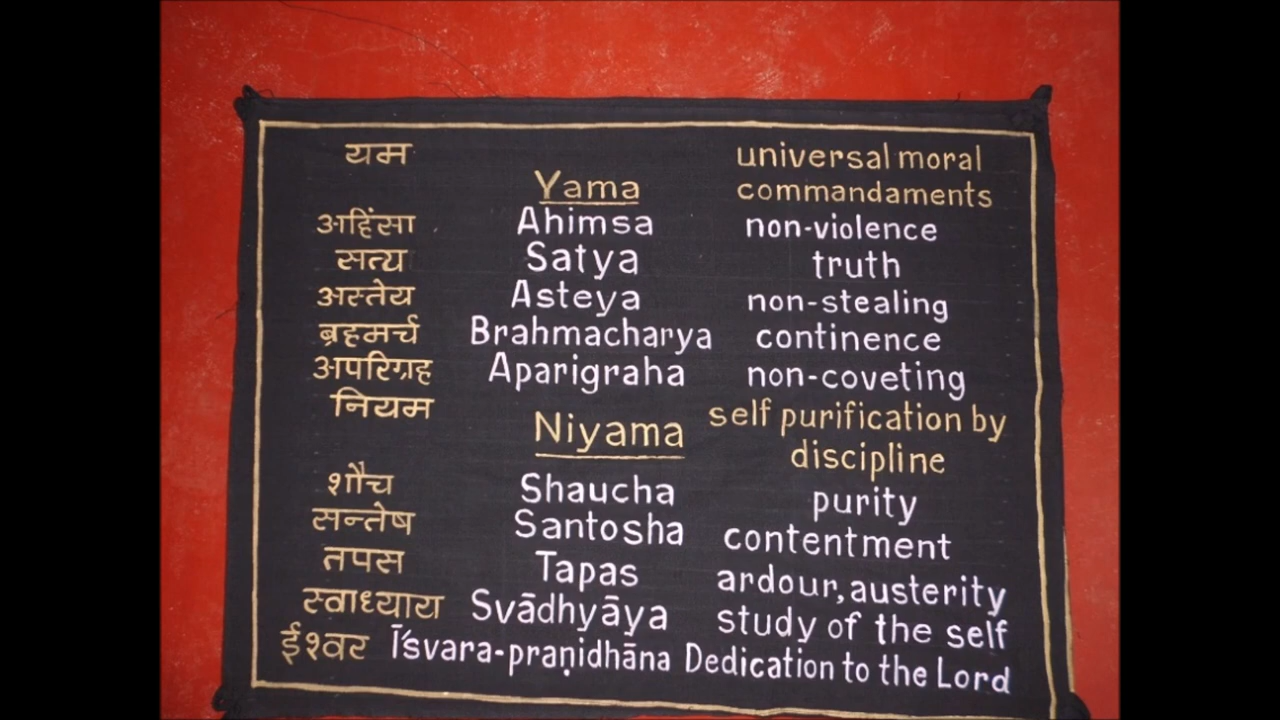 यम universal moral
Yama commandaments
अहिंसा Ahimsa non-violence
सत्य Satya truth
अस्तेय Asteya non-stealing
ब्रहमर्च Brahmacharya continence
अपरिग्रह Aparigraha non-coveting
नियम Niyama self purification by
discipline
शौच Shaucha purity
सन्तेष Santosha contentment
तपस Tapas ardour, austerity
स्वाध्याय Svādhyāya study of the self
ईश्वर Īśvara-praṇidhāna Dedication to the Lord